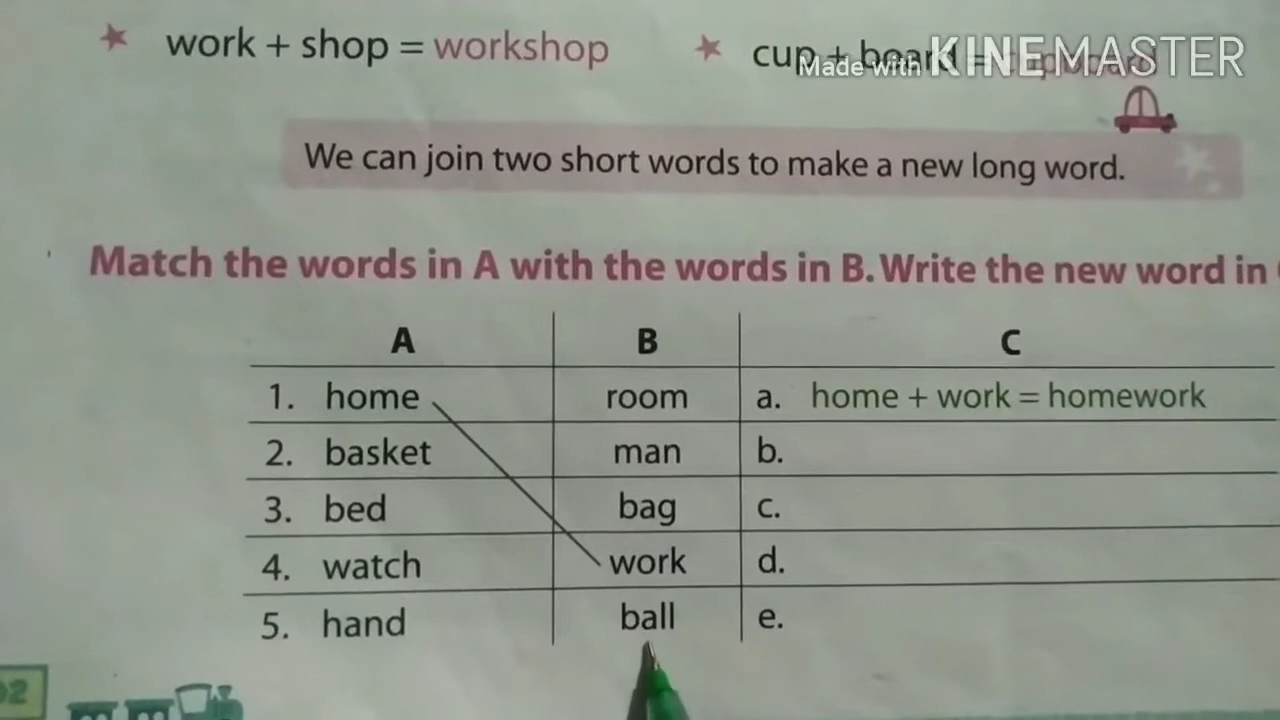 work + shop = workshop
cup + board =
Made with KINEMASTER
We can join two short words to make a new long word.
Match the words in A with the words in B. Write the new word in
A B C
1. home room a. home + work = homework
2. basket man b.
3. bed bag c.
4. watch work d.
5. hand ball e.